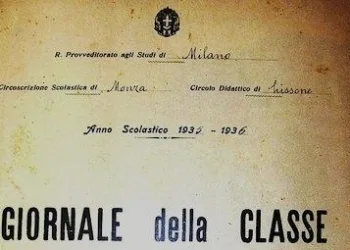 R. Provveditorato agli Studi di Milano
Circoscrizione Scolastica di Monza Circolo Didattico di Lissone
Anno Scolastico 1935 - 1936
GIORNALE della CLASSE